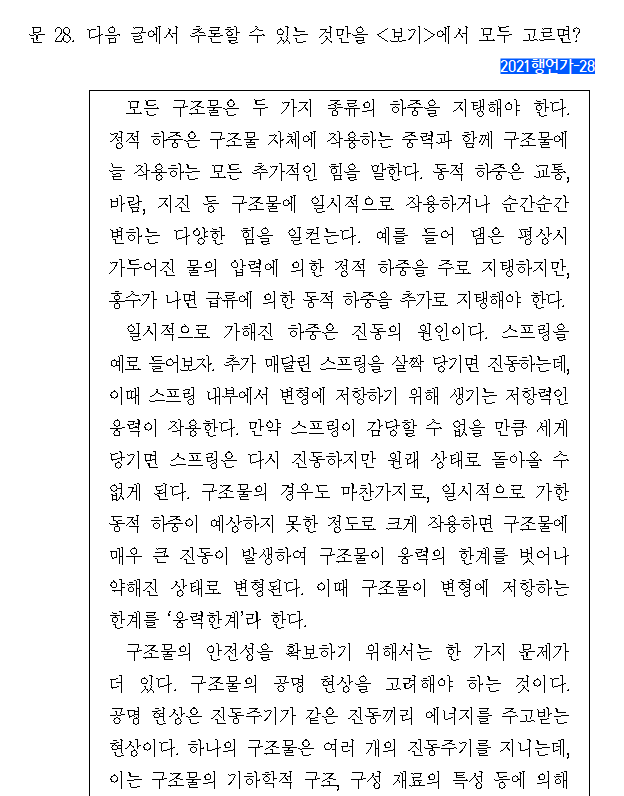 문 28. 다음 글에서 추론할 수 있는 것만을 <보기>에서 모두 고르면?
2021행언가-28
모든 구조물은 두 가지 종류의 하중을 지탱해야 한다.
정적 하중은 구조물 자체에 작용하는 중력과 함께 구조물에
늘 작용하는 모든 추가적인 힘을 말한다. 동적 하중은 교통,
바람, 지진 등 구조물에 일시적으로 작용하거나 순간순간
변하는 다양한 힘을 일컫는다. 예를 들어 댐은 평상시
가두어진 물의 압력에 의한 정적 하중을 주로 지탱하지만,
홍수가 나면 급류에 의한 동적 하중을 추가로 지탱해야 한다.
일시적으로 가해진 하중은 진동의 원인이다. 스프링을
예로 들어보자. 추가 매달린 스프링을 살짝 당기면 진동하는데,
이때 스프링 내부에서 변형에 저항하기 위해 생기는 저항력인
응력이 작용한다. 만약 스프링이 감당할 수 없을 만큼 세게
당기면 스프링은 다시 진동하지만 원래 상태로 돌아올 수
없게 된다. 구조물의 경우도 마찬가지로, 일시적으로 가한
동적 하중이 예상하지 못한 정도로 크게 작용하면 구조물에
매우 큰 진동이 발생하여 구조물이 응력의 한계를 벗어나
약해진 상태로 변형된다. 이때 구조물이 변형에 저항하는
한계를 '응력한계'라 한다.
구조물의 안전성을 확보하기 위해서는 한 가지 문제가
더 있다. 구조물의 공명 현상을 고려해야 하는 것이다.
공명 현상은 진동주기가 같은 진동끼리 에너지를 주고받는
현상이다. 하나의 구조물은 여러 개의 진동주기를 지니는데,
이는 구조물의 기하학적 구조, 구성 재료의 특성 등에 의해